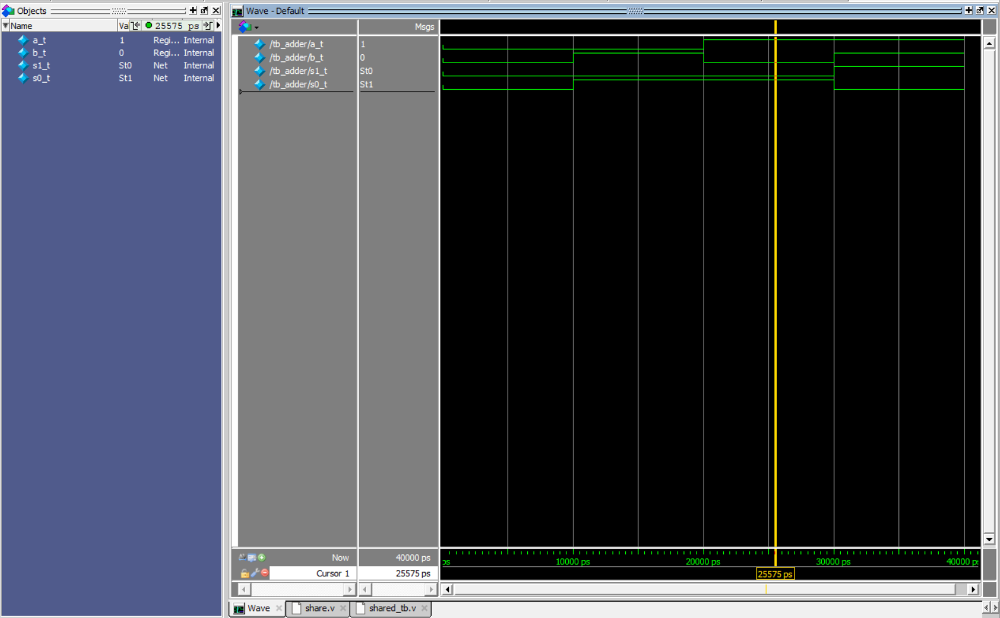 Objects
Name Va 25575 ps
a_t 1 Regi... Internal
b_t 0 Regi... Internal
s1_t St0 Net Internal
s0_t St1 Net Internal
Wave - Default
Msgs
/tb_adder/a_t 1
/tb_adder/b_t 0
/tb_adder/s1_t St0
/tb_adder/s0_t St1
Now 40000 ps
ps 10000 ps 20000 ps 30000 ps 40000 p
Cursor 1 25575 ps
25575 ps
Wave share.v shared_tb.v